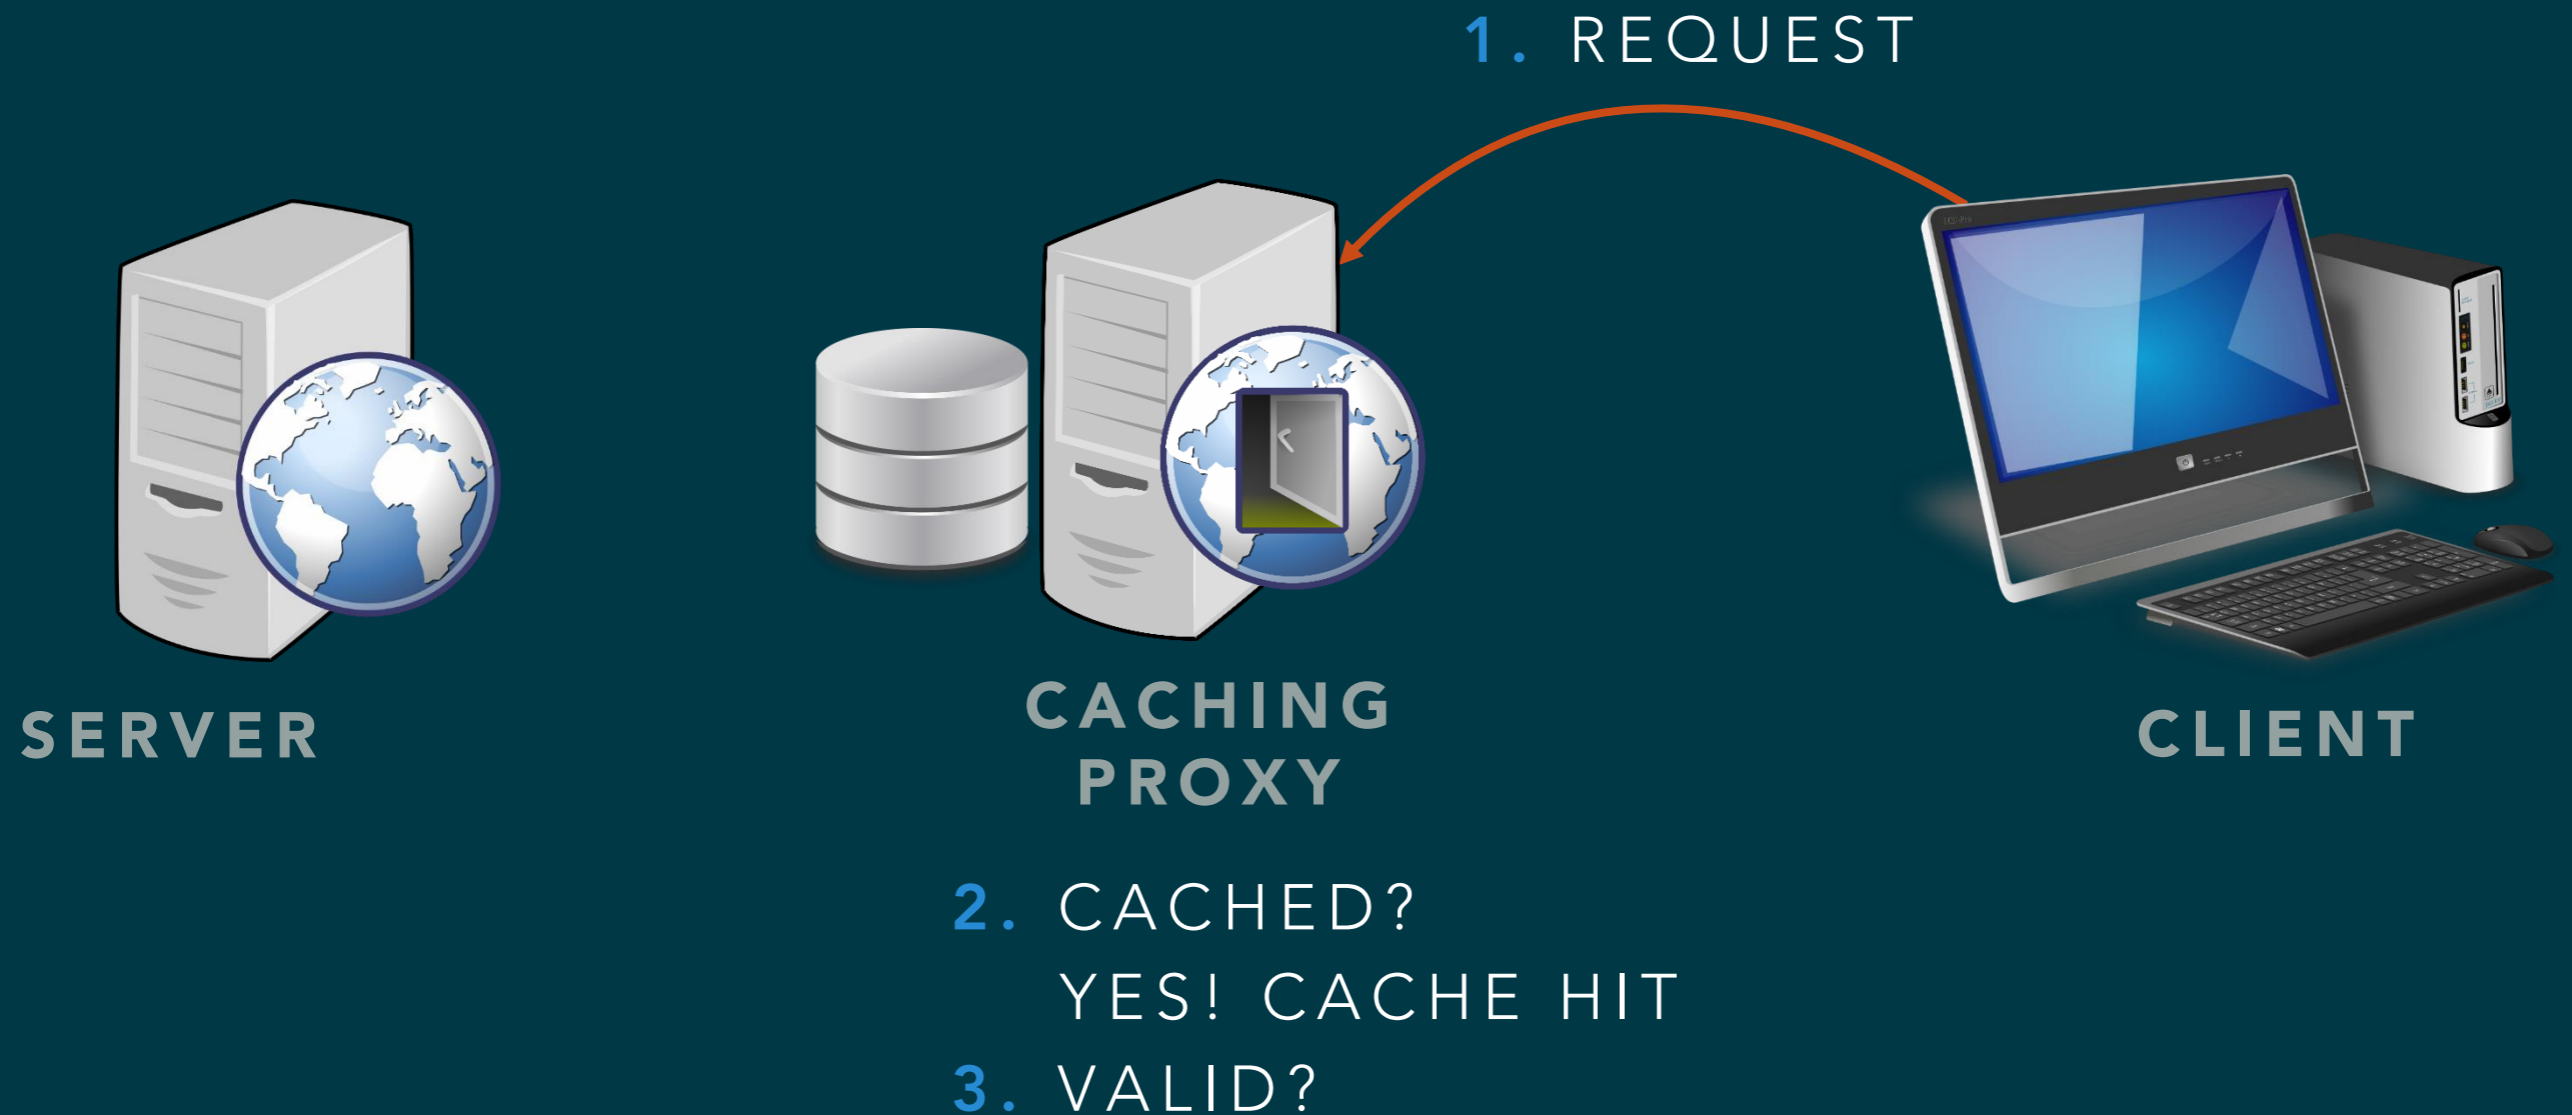 1. REQUEST
SERVER
CACHING
PROXY
CLIENT
2. CACHED?
YES! CACHE HIT
3. VALID?